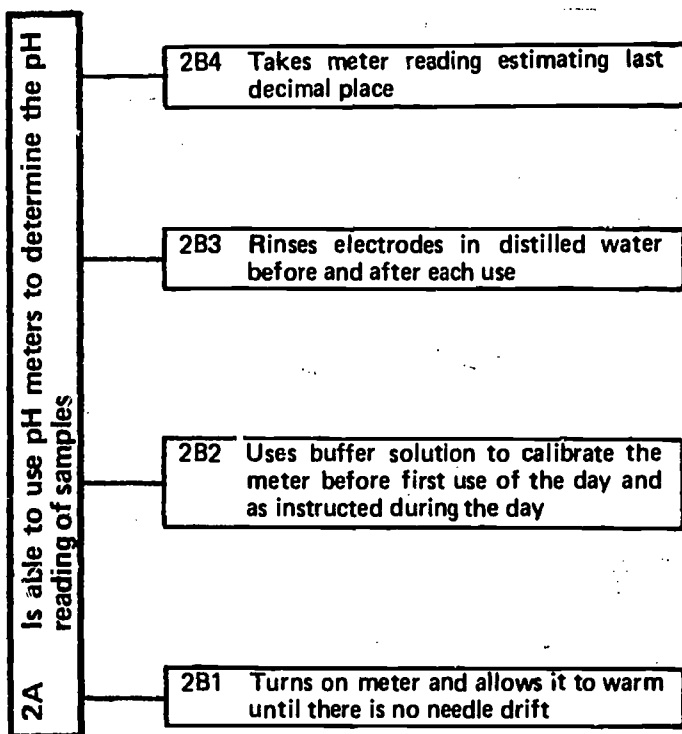 2A Is able to use pH meters to determine the pH
reading of samples
2B4 Takes meter reading estimating last
decimal place
2B3 Rinses electrodes in distilled water
before and after each use
2B2 Uses buffer solution to calibrate the
meter before first use of the day and
as instructed during the day
2B1 Turns on meter and allows it to warm
until there is no needle drift